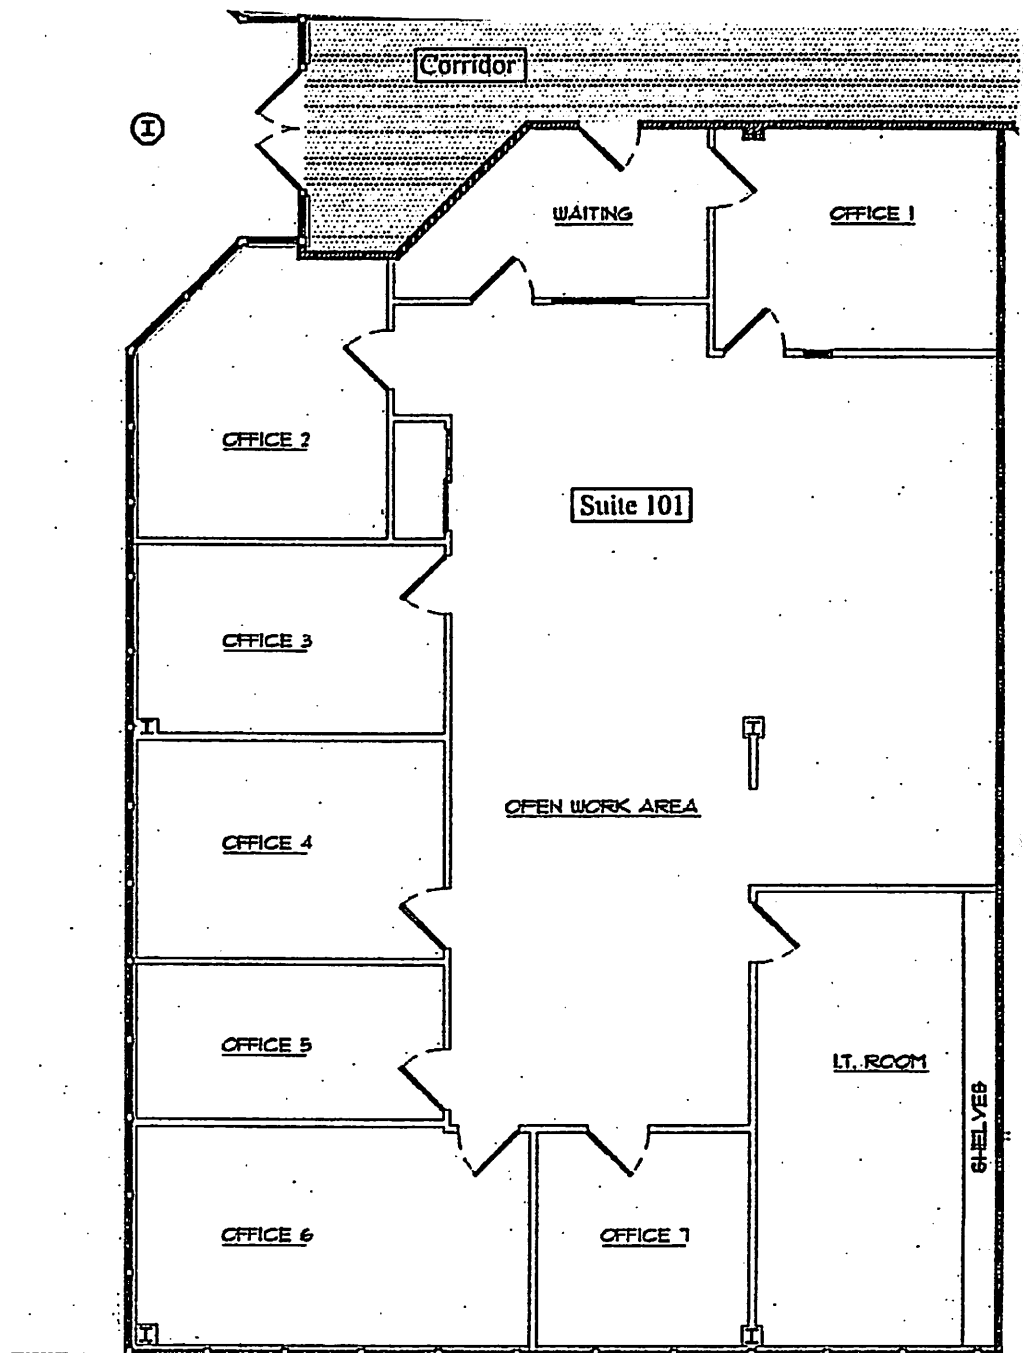 Corridor
I
WAITING
OFFICE 1
OFFICE 2
Suite 101
OFFICE 3
I
I
OPEN WORK AREA
OFFICE 4
OFFICE 5
I.T. ROOM
SHELVES
OFFICE 6
OFFICE 7
I
I